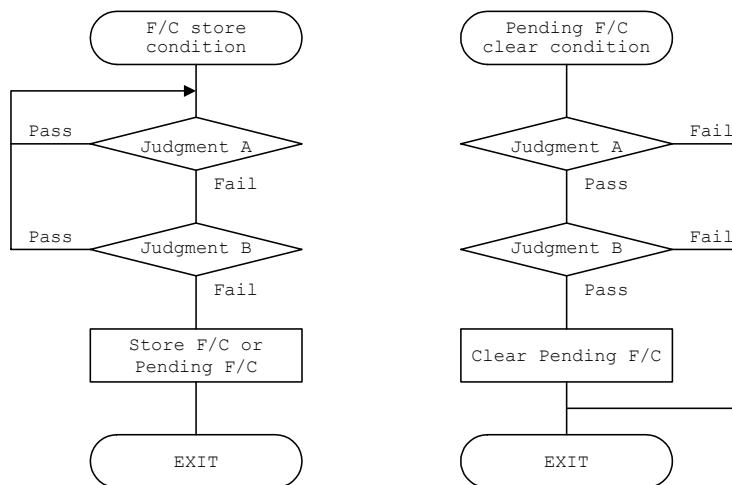 F/C store
condition
Pass
Judgment A
Fail
Pass
Judgment B
Fail
Store F/C or
Pending F/C
EXIT
Pending F/C
clear condition
Judgment A
Fail
Pass
Judgment B
Fail
Pass
Clear Pending F/C
EXIT